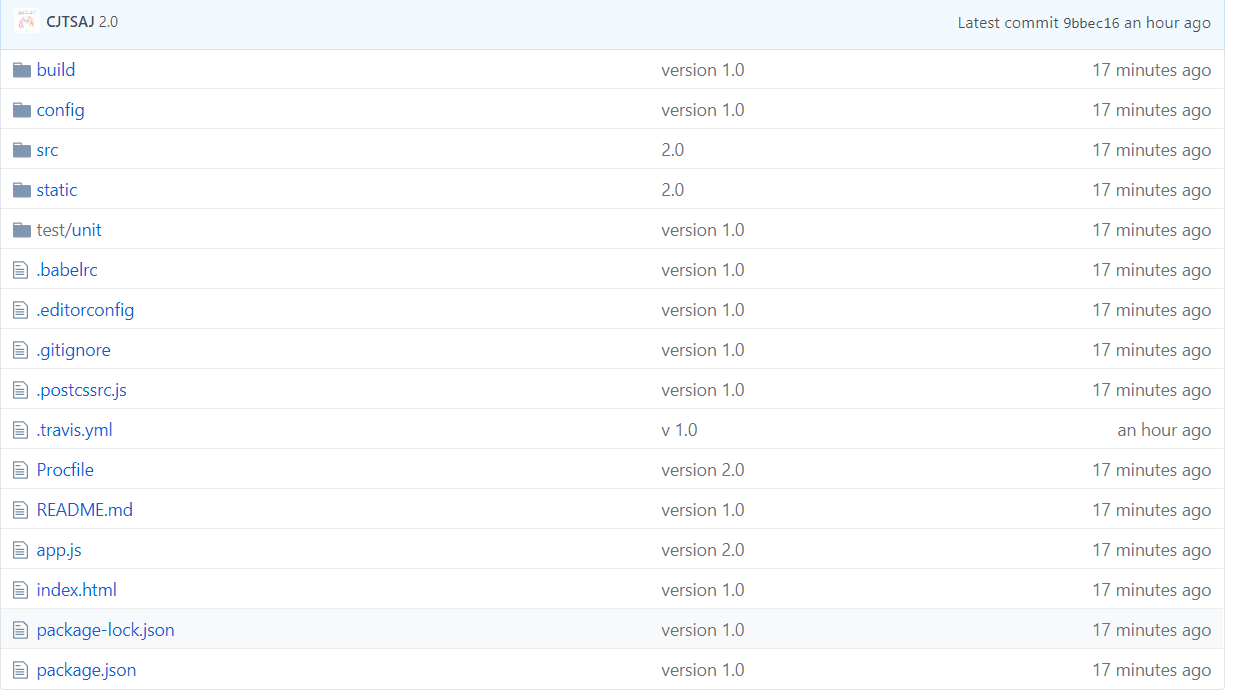 CJTSAJ 2.0 Latest commit 9bbec16 an hour ago
build version 1.0 17 minutes ago
config version 1.0 17 minutes ago
src 2.0 17 minutes ago
static 2.0 17 minutes ago
test/unit version 1.0 17 minutes ago
.babelrc version 1.0 17 minutes ago
.editorconfig version 1.0 17 minutes ago
.gitignore version 1.0 17 minutes ago
.postcssrc.js version 1.0 17 minutes ago
.travis.yml v 1.0 an hour ago
Procfile version 2.0 17 minutes ago
README.md version 1.0 17 minutes ago
app.js version 2.0 17 minutes ago
index.html version 1.0 17 minutes ago
package-lock.json version 1.0 17 minutes ago
package.json version 1.0 17 minutes ago